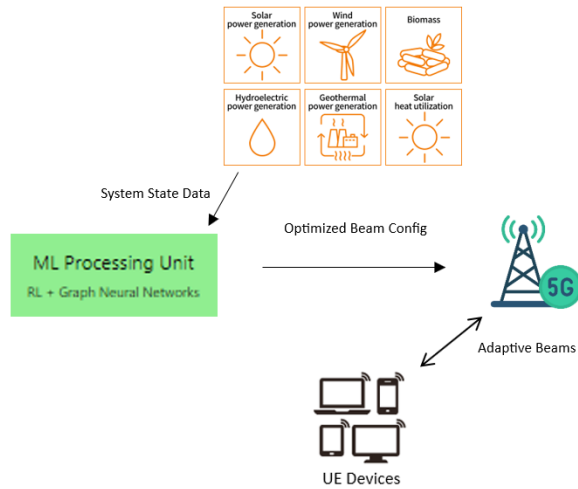 Solar
power generation
Wind
power generation
Biomass
Hydroelectric
power generation
Geothermal
power generation
Solar
heat utilization
System State Data
Optimized Beam Config
ML Processing Unit
RL + Graph Neural Networks
5G
Adaptive Beams
UE Devices